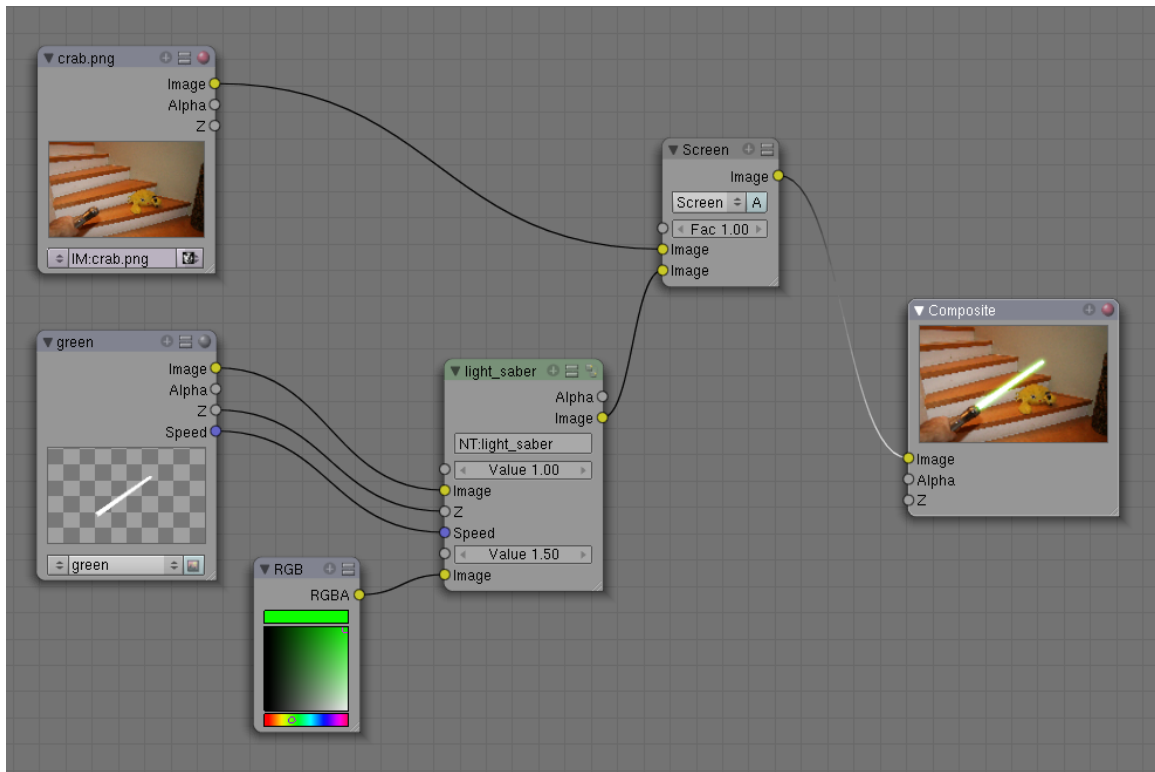 crab.png
Image
Alpha
Z
IM:crab.png
green
Image
Alpha
Z
Speed
green
RGB
RGBA
light_saber
Alpha
Image
NT:light_saber
Value 1.00
Image
Z
Speed
Value 1.50
Image
Screen
Image
Screen A
Fac 1.00
Image
Image
Composite
Image
Alpha
Z